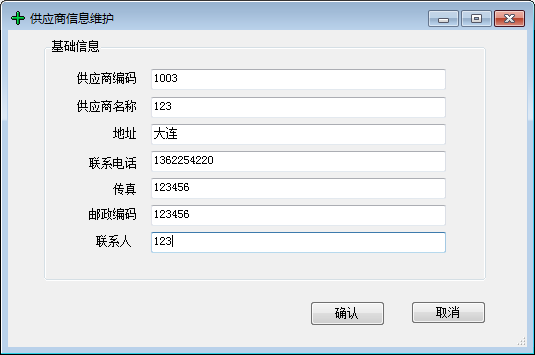 供应商信息维护
基础信息
供应商编码 1003
供应商名称 123
地址 大连
联系电话 1362254220
传真 123456
邮政编码 123456
联系人 123
确认 取消